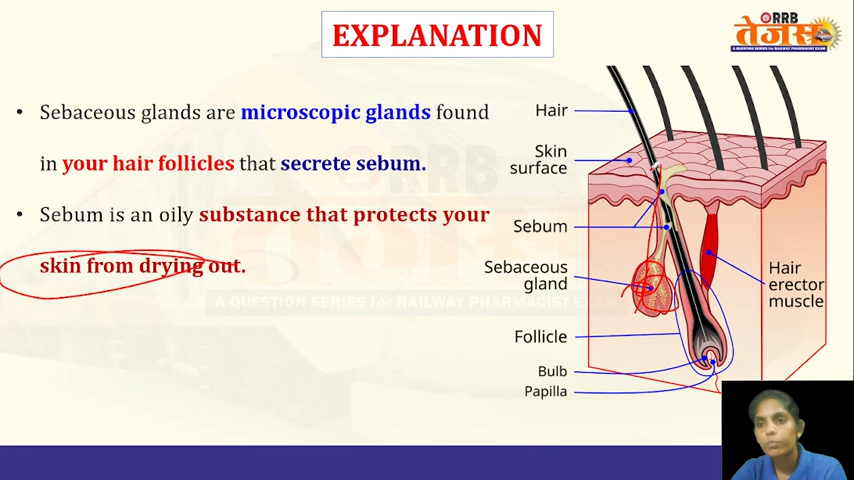 EXPLANATION
RRB
तेजस
A QUESTION SERIES for RAILWAY PHARMACIST EXAM
• Sebaceous glands are microscopic glands found
in your hair follicles that secrete sebum.
• Sebum is an oily substance that protects your
skin from drying out.
Hair
Skin
surface
Sebum
Sebaceous
gland
Follicle
Bulb
Papilla
Hair
erector
muscle
RRB
A QUESTION SERIES for RAILWAY PHARMACIST EXAM